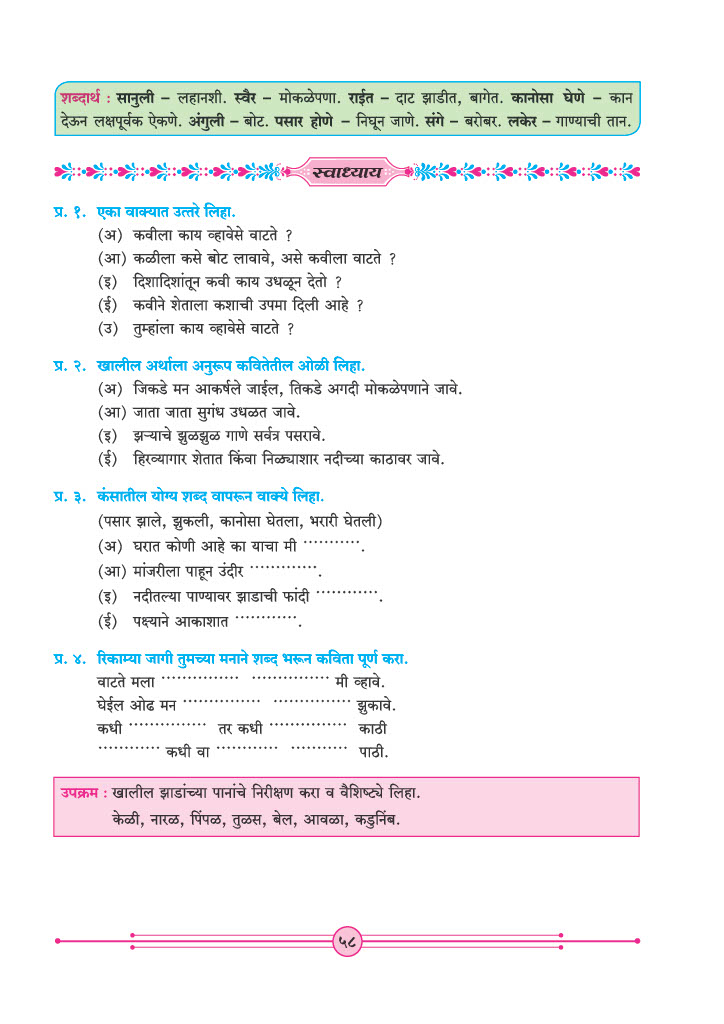 शब्दार्थ : सानुली – लहानशी. स्वैर – मोकळेपणा. राईत – दाट झाडीत, बागेत. कानोसा घेणे – कान
देऊन लक्षपूर्वक ऐकणे. अंगुली – बोट. पसार होणे – निघून जाणे. संगे – बरोबर. लकेर – गाण्याची तान.
स्वाध्याय
प्र. १. एका वाक्यात उत्तरे लिहा.
(अ) कवीला काय व्हावेसे वाटते ?
(आ) कळीला कसे बोट लावावे, असे कवीला वाटते ?
(इ) दिशादिशांतून कवी काय उधळून देतो ?
(ई) कवीने शेताला कशाची उपमा दिली आहे ?
(उ) तुम्हांला काय व्हावेसे वाटते ?
प्र. २. खालील अर्थाला अनुरूप कवितेतील ओळी लिहा.
(अ) जिकडे मन आकर्षले जाईल, तिकडे अगदी मोकळेपणाने जावे.
(आ) जाता जाता सुगंध उधळत जावे.
(इ) झऱ्याचे झुळझुळ गाणे सर्वत्र पसरावे.
(ई) हिरव्यागार शेतात किंवा निळ्याशार नदीच्या काठावर जावे.
प्र. ३. कंसातील योग्य शब्द वापरून वाक्ये लिहा.
(पसार झाले, झुकली, कानोसा घेतला, भरारी घेतली)
(अ) घरात कोणी आहे का याचा मी ...........
(आ) मांजरीला पाहून उंदीर .............
(इ) नदीतल्या पाण्यावर झाडाची फांदी ............
(ई) पक्ष्याने आकाशात ............
प्र. ४. रिकाम्या जागी तुमच्या मनाने शब्द भरून कविता पूर्ण करा.
वाटते मला ............... ............... मी व्हावे.
घेईल ओढ मन ............... ............... झुकावे.
कधी ............... तर कधी ............... काठी
............ कधी वा ............ ........... पाठी.
उपक्रम : खालील झाडांच्या पानांचे निरीक्षण करा व वैशिष्ट्ये लिहा.
केळी, नारळ, पिंपळ, तुळस, बेल, आवळा, कडुनिंब.
५८